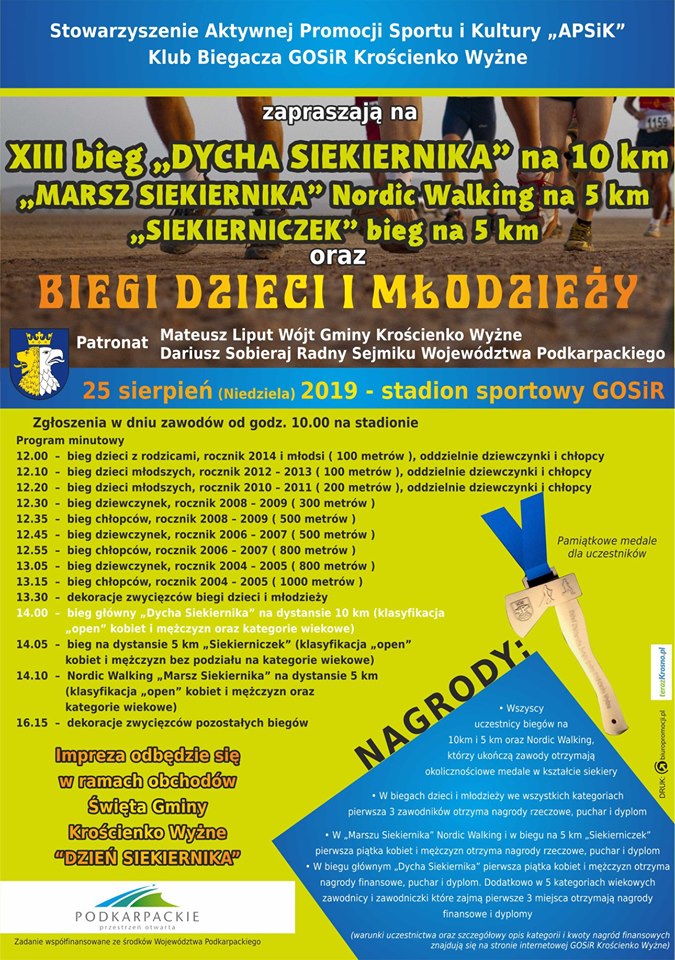 Stowarzyszenie Aktywnej Promocji Sportu i Kultury „APSiK”
Klub Biegacza GOSiR Krościenko Wyżne
zapraszają na
XIII bieg „DYCHA SIEKIERNIKA” na 10 km
„MARSZ SIEKIERNIKA” Nordic Walking na 5 km
„SIEKIERNICZEK” bieg na 5 km
oraz
BIEGI DZIECI I MŁODZIEŻY
1159
Patronat
Mateusz Liput Wójt Gminy Krościenko Wyżne
Dariusz Sobieraj Radny Sejmiku Województwa Podkarpackiego
25 sierpień (Niedziela) 2019 - stadion sportowy GOSiR
Zgłoszenia w dniu zawodów od godz. 10.00 na stadionie
Program minutowy
12.00 – bieg dzieci z rodzicami, rocznik 2014 i młodsi ( 100 metrów ), oddzielnie dziewczynki i chłopcy
12.10 – bieg dzieci młodszych, rocznik 2012 – 2013 ( 100 metrów ), oddzielnie dziewczynki i chłopcy
12.20 – bieg dzieci młodszych, rocznik 2010 – 2011 ( 200 metrów ), oddzielnie dziewczynki i chłopcy
12.30 – bieg dziewczynek, rocznik 2008 – 2009 ( 300 metrów )
12.35 – bieg chłopców, rocznik 2008 – 2009 ( 500 metrów )
12.45 – bieg dziewczynek, rocznik 2006 – 2007 ( 500 metrów )
12.55 – bieg chłopców, rocznik 2006 – 2007 ( 800 metrów )
13.05 – bieg dziewczynek, rocznik 2004 – 2005 ( 800 metrów )
13.15 – bieg chłopców, rocznik 2004 – 2005 ( 1000 metrów )
13.30 – dekoracje zwycięzców biegi dzieci i młodzieży
14.00 – bieg główny „Dycha Siekiernika” na dystansie 10 km (klasyfikacja
„open” kobiet i mężczyzn oraz kategorie wiekowe)
14.05 – bieg na dystansie 5 km „Siekierniczek” (klasyfikacja „open”
kobiet i mężczyzn bez podziału na kategorie wiekowe)
14.10 – Nordic Walking „Marsz Siekiernika” na dystansie 5 km
(klasyfikacja „open” kobiet i mężczyzn oraz
kategorie wiekowe)
16.15 – dekoracje zwycięzców pozostałych biegów
Pamiątkowe medale
dla uczestników
Impreza odbędzie się
w ramach obchodów
Święta Gminy
Krościenko Wyżne
“DZIEŃ SIEKIERNIKA”
NAGRODY:
• Wszyscy
uczestnicy biegów na
10km i 5 km oraz Nordic Walking,
którzy ukończą zawody otrzymają
okolicznościowe medale w kształcie siekiery
• W biegach dzieci i młodzieży we wszystkich kategoriach
pierwsza 3 zawodników otrzyma nagrody rzeczowe, puchar i dyplom
• W „Marszu Siekiernika” Nordic Walking i w biegu na 5 km „Siekierniczek”
pierwsza piątka kobiet i mężczyzn otrzyma nagrody rzeczowe, puchar i dyplom
• W biegu głównym „Dycha Siekiernika” pierwsza piątka kobiet i mężczyzn otrzyma
nagrody finansowe, puchar i dyplom. Dodatkowo w 5 kategoriach wiekowych
zawodnicy i zawodniczki które zajmą pierwsze 3 miejsca otrzymają nagrody
finansowe i dyplomy
(warunki uczestnictwa oraz szczegółowy opis kategorii i kwoty nagród finansowych
znajdują się na stronie internetowej GOSiR Krościenko Wyżne)
terazKrosno.pl
DRUK: biuropromocji.pl
PODKARPACKIE
przestrzeń otwarta
Zadanie współfinansowane ze środków Województwa Podkarpackiego